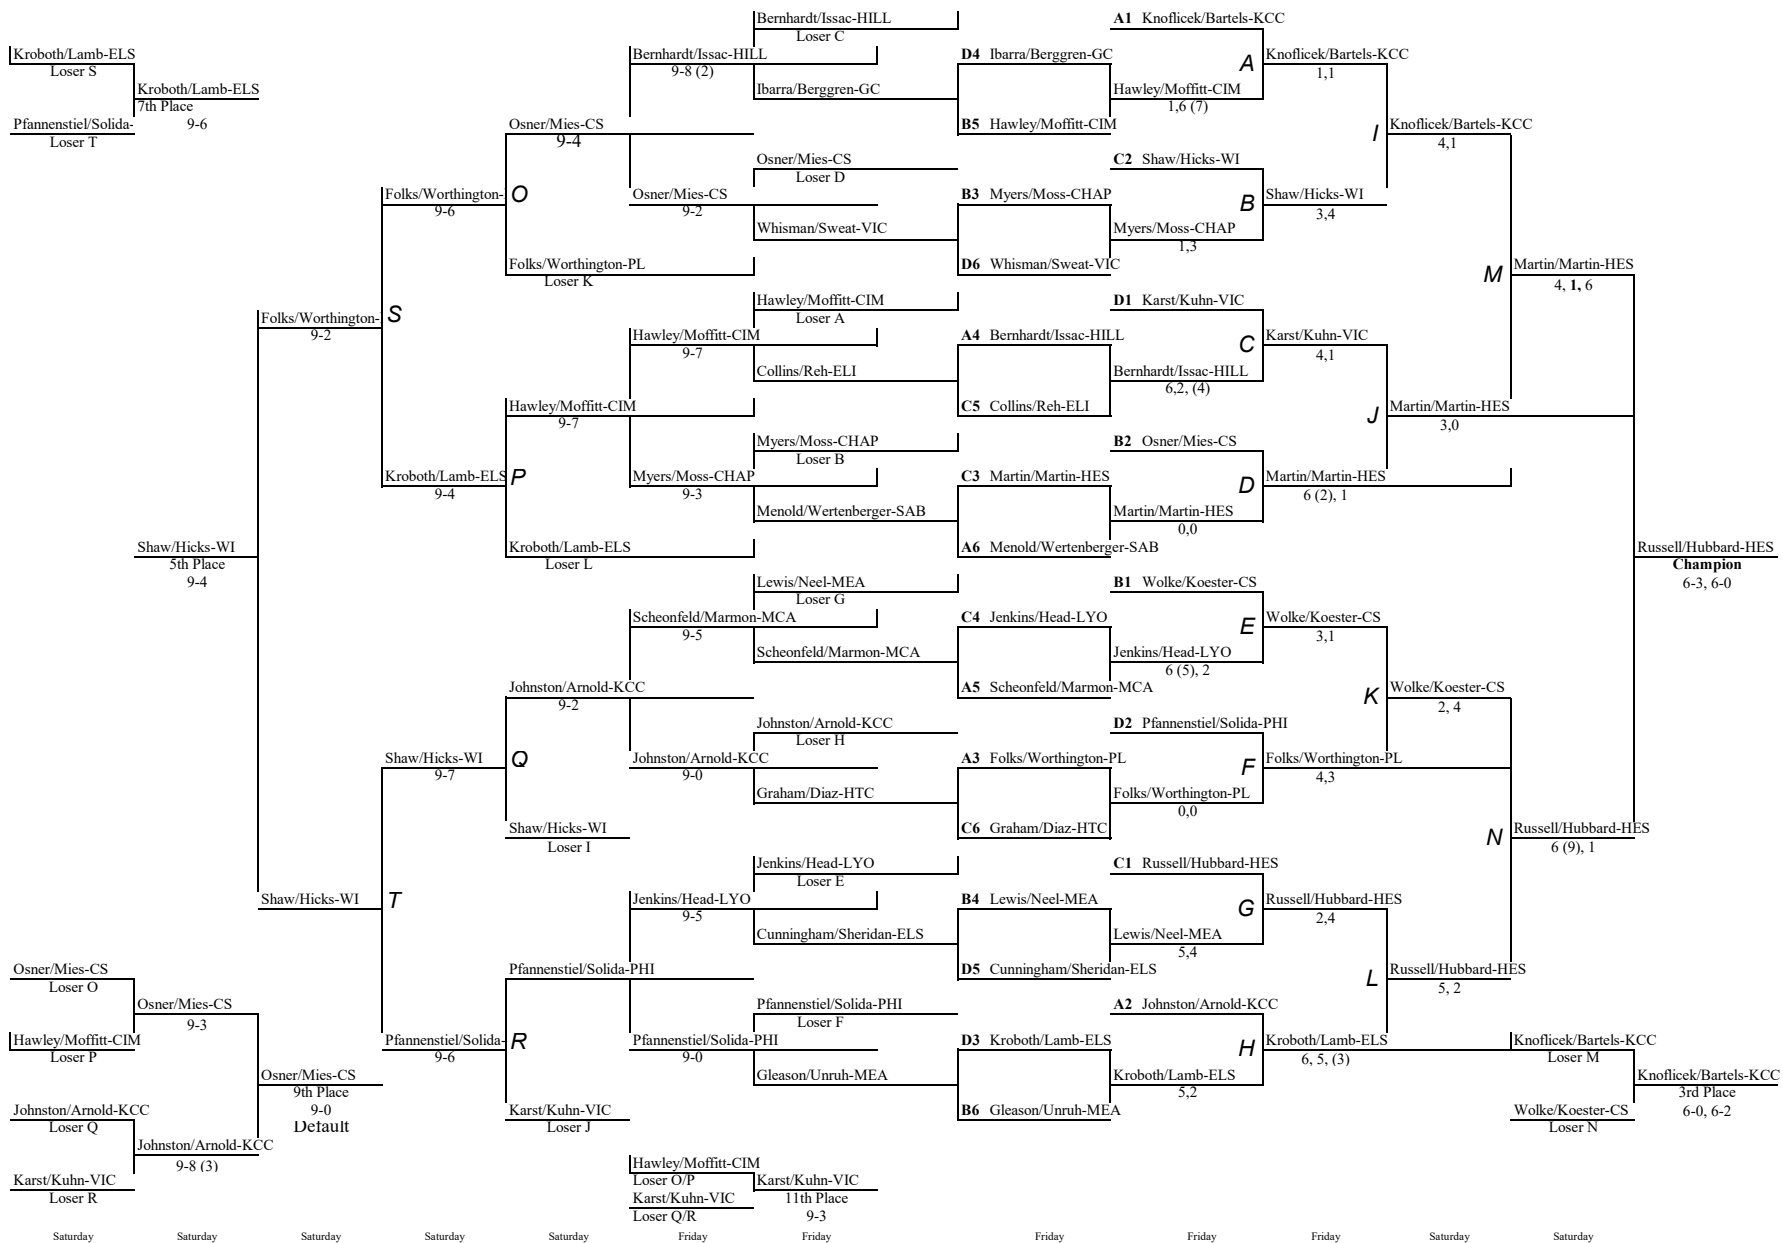 Bernhardt/Issac-HILL
Loser C
A1 Knoflicek/Bartels-KCC
Kroboth/Lamb-ELS
Loser S
Bernhardt/Issac-HILL
9-8 (2)
D4 Ibarra/Berggren-GC
A
Knoflicek/Bartels-KCC
1,1
Kroboth/Lamb-ELS
7th Place
9-6
Ibarra/Berggren-GC
Hawley/Moffitt-CIM
1,6 (7)
Pfannenstiel/Solida-
Loser T
Osner/Mies-CS
9-4
B5 Hawley/Moffitt-CIM
I
Knoflicek/Bartels-KCC
4,1
Osner/Mies-CS
Loser D
C2 Shaw/Hicks-WI
Folks/Worthington-
9-6
O
Osner/Mies-CS
9-2
B3 Myers/Moss-CHAP
B
Shaw/Hicks-WI
3,4
Whisman/Sweat-VIC
Myers/Moss-CHAP
1,3
Folks/Worthington-PL
Loser K
D6 Whisman/Sweat-VIC
M
Martin/Martin-HES
4, 1, 6
Hawley/Moffitt-CIM
Loser A
D1 Karst/Kuhn-VIC
Folks/Worthington-
9-2
S
Hawley/Moffitt-CIM
9-7
A4 Bernhardt/Issac-HILL
C
Karst/Kuhn-VIC
4,1
Collins/Reh-ELI
Bernhardt/Issac-HILL
6,2, (4)
Hawley/Moffitt-CIM
9-7
C5 Collins/Reh-ELI
J
Martin/Martin-HES
3,0
Myers/Moss-CHAP
Loser B
B2 Osner/Mies-CS
Kroboth/Lamb-ELS
9-4
P
Myers/Moss-CHAP
9-3
C3 Martin/Martin-HES
D
Martin/Martin-HES
6 (2), 1
Menold/Wertenberger-SAB
Martin/Martin-HES
0,0
Shaw/Hicks-WI
5th Place
9-4
Kroboth/Lamb-ELS
Loser L
A6 Menold/Wertenberger-SAB
Russell/Hubbard-HES
Champion
6-3, 6-0
Lewis/Neel-MEA
Loser G
B1 Wolke/Koester-CS
Scheonfeld/Marmon-MCA
9-5
C4 Jenkins/Head-LYO
E
Wolke/Koester-CS
3,1
Scheonfeld/Marmon-MCA
Jenkins/Head-LYO
6 (5), 2
Johnston/Arnold-KCC
9-2
A5 Scheonfeld/Marmon-MCA
K
Wolke/Koester-CS
2, 4
Johnston/Arnold-KCC
Loser H
D2 Pfannenstiel/Solida-PHI
Shaw/Hicks-WI
9-7
Q
Johnston/Arnold-KCC
9-0
A3 Folks/Worthington-PL
F
Folks/Worthington-PL
4,3
Graham/Diaz-HTC
Folks/Worthington-PL
0,0
Shaw/Hicks-WI
Loser I
C6 Graham/Diaz-HTC
N
Russell/Hubbard-HES
6 (9), 1
Jenkins/Head-LYO
Loser E
C1 Russell/Hubbard-HES
Shaw/Hicks-WI
T
Jenkins/Head-LYO
9-5
B4 Lewis/Neel-MEA
G
Russell/Hubbard-HES
2,4
Cunningham/Sheridan-ELS
Lewis/Neel-MEA
5,4
Osner/Mies-CS
Loser O
Pfannenstiel/Solida-PHI
D5 Cunningham/Sheridan-ELS
L
Russell/Hubbard-HES
5, 2
Osner/Mies-CS
9-3
Pfannenstiel/Solida-PHI
Loser F
A2 Johnston/Arnold-KCC
Hawley/Moffitt-CIM
Loser P
Pfannenstiel/Solida-
9-6
R
Pfannenstiel/Solida-PHI
9-0
D3 Kroboth/Lamb-ELS
H
Kroboth/Lamb-ELS
6, 5, (3)
Knoflicek/Bartels-KCC
Loser M
Osner/Mies-CS
9th Place
9-0
Default
Gleason/Unruh-MEA
Kroboth/Lamb-ELS
5,2
Knoflicek/Bartels-KCC
3rd Place
6-0, 6-2
Johnston/Arnold-KCC
Loser Q
Karst/Kuhn-VIC
Loser J
B6 Gleason/Unruh-MEA
Wolke/Koester-CS
Loser N
Johnston/Arnold-KCC
9-8 (3)
Hawley/Moffitt-CIM
Loser O/P
Karst/Kuhn-VIC
11th Place
9-3
Karst/Kuhn-VIC
Loser R
Karst/Kuhn-VIC
Loser Q/R
Saturday Saturday Saturday Saturday Saturday Friday Friday Friday Friday Friday Saturday Saturday